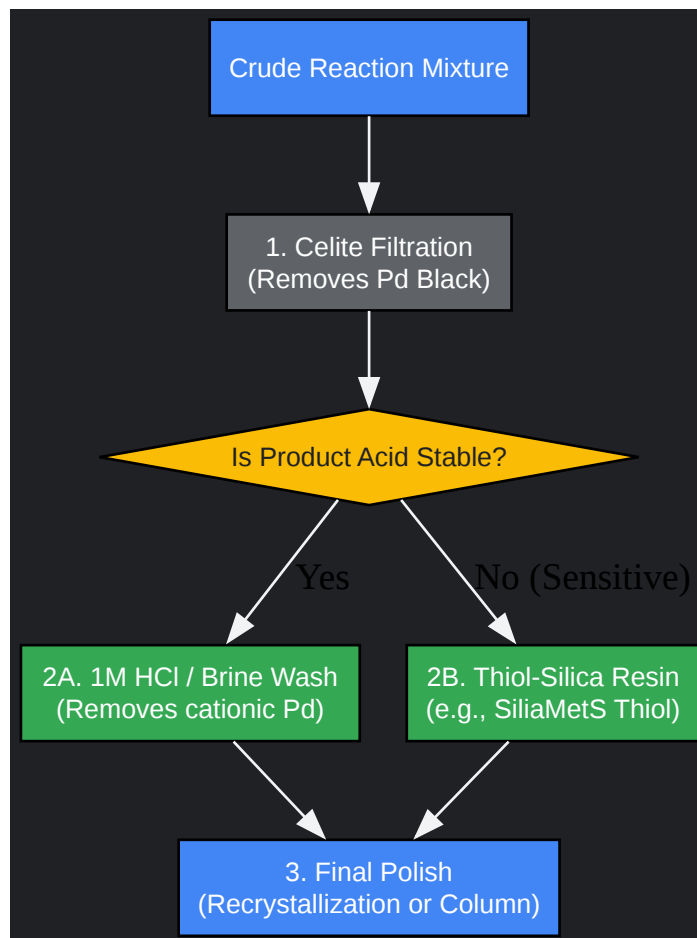 Crude Reaction Mixture
1. Celite Filtration
(Removes Pd Black)
Is Product Acid Stable?
Yes
No (Sensitive)
2A. 1M HCl / Brine Wash
(Removes cationic Pd)
2B. Thiol-Silica Resin
(e.g., SiliaMetS Thiol)
3. Final Polish
(Recrystallization or Column)